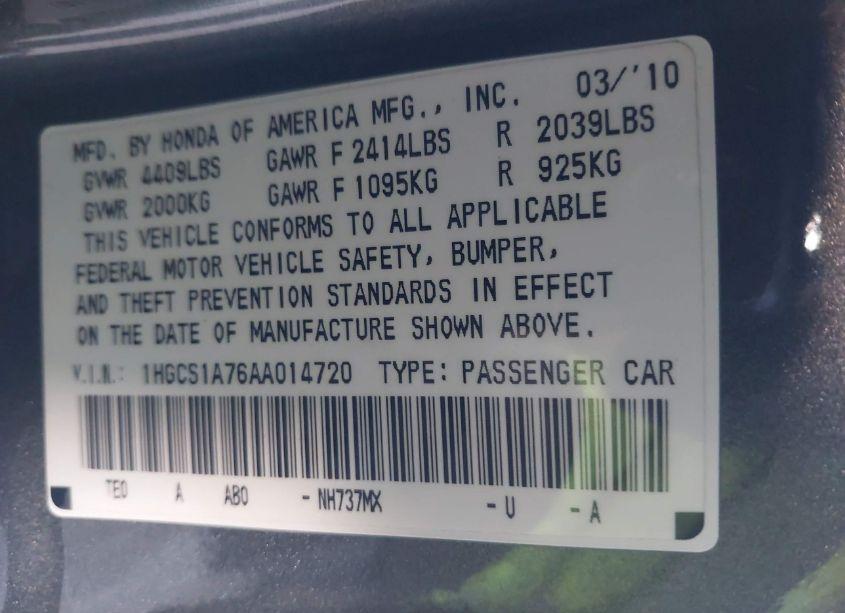 MFD. BY HONDA OF AMERICA MFG., INC. 03/'10
GVWR 4409LBS GAWR F 2414LBS R 2039LBS
GVWR 2000KG GAWR F 1095KG R 925KG
THIS VEHICLE CONFORMS TO ALL APPLICABLE
FEDERAL MOTOR VEHICLE SAFETY, BUMPER,
AND THEFT PREVENTION STANDARDS IN EFFECT
ON THE DATE OF MANUFACTURE SHOWN ABOVE.
V.I.N.: 1HGCS1A76AA014720 TYPE: PASSENGER CAR
TE0 A AB0 - NH737MX - U - A